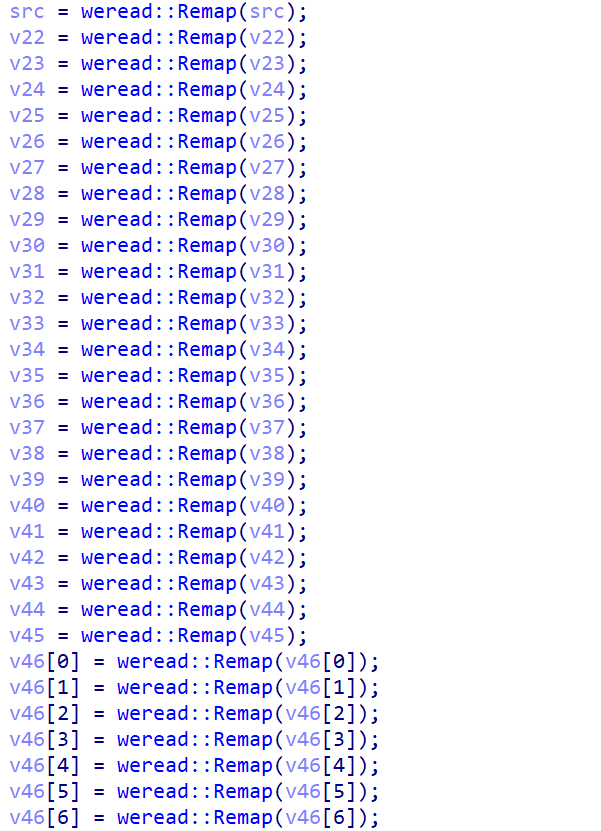 src = weread::Remap(src);
v22 = weread::Remap(v22);
v23 = weread::Remap(v23);
v24 = weread::Remap(v24);
v25 = weread::Remap(v25);
v26 = weread::Remap(v26);
v27 = weread::Remap(v27);
v28 = weread::Remap(v28);
v29 = weread::Remap(v29);
v30 = weread::Remap(v30);
v31 = weread::Remap(v31);
v32 = weread::Remap(v32);
v33 = weread::Remap(v33);
v34 = weread::Remap(v34);
v35 = weread::Remap(v35);
v36 = weread::Remap(v36);
v37 = weread::Remap(v37);
v38 = weread::Remap(v38);
v39 = weread::Remap(v39);
v40 = weread::Remap(v40);
v41 = weread::Remap(v41);
v42 = weread::Remap(v42);
v43 = weread::Remap(v43);
v44 = weread::Remap(v44);
v45 = weread::Remap(v45);
v46[0] = weread::Remap(v46[0]);
v46[1] = weread::Remap(v46[1]);
v46[2] = weread::Remap(v46[2]);
v46[3] = weread::Remap(v46[3]);
v46[4] = weread::Remap(v46[4]);
v46[5] = weread::Remap(v46[5]);
v46[6] = weread::Remap(v46[6]);